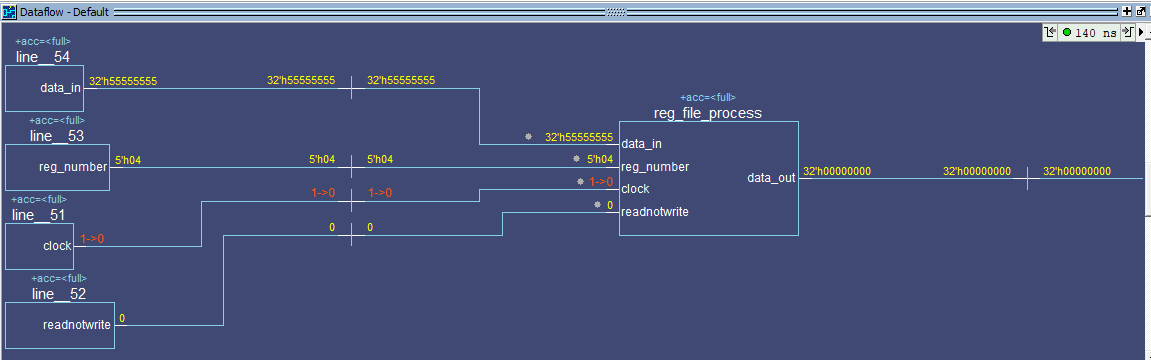 Dataflow - Default
140 ns
+acc=<full>
line__54
data_in
32'h55555555
32'h55555555
32'h55555555
+acc=<full>
line__53
reg_number
5'h04
5'h04
5'h04
+acc=<full>
line__51
clock
1->0
1->0
1->0
+acc=<full>
line__52
readnotwrite
0
0
0
+acc=<full>
reg_file_process
32'h55555555
data_in
5'h04
reg_number
1->0
clock
0
readnotwrite
data_out
32'h00000000
32'h00000000
32'h00000000